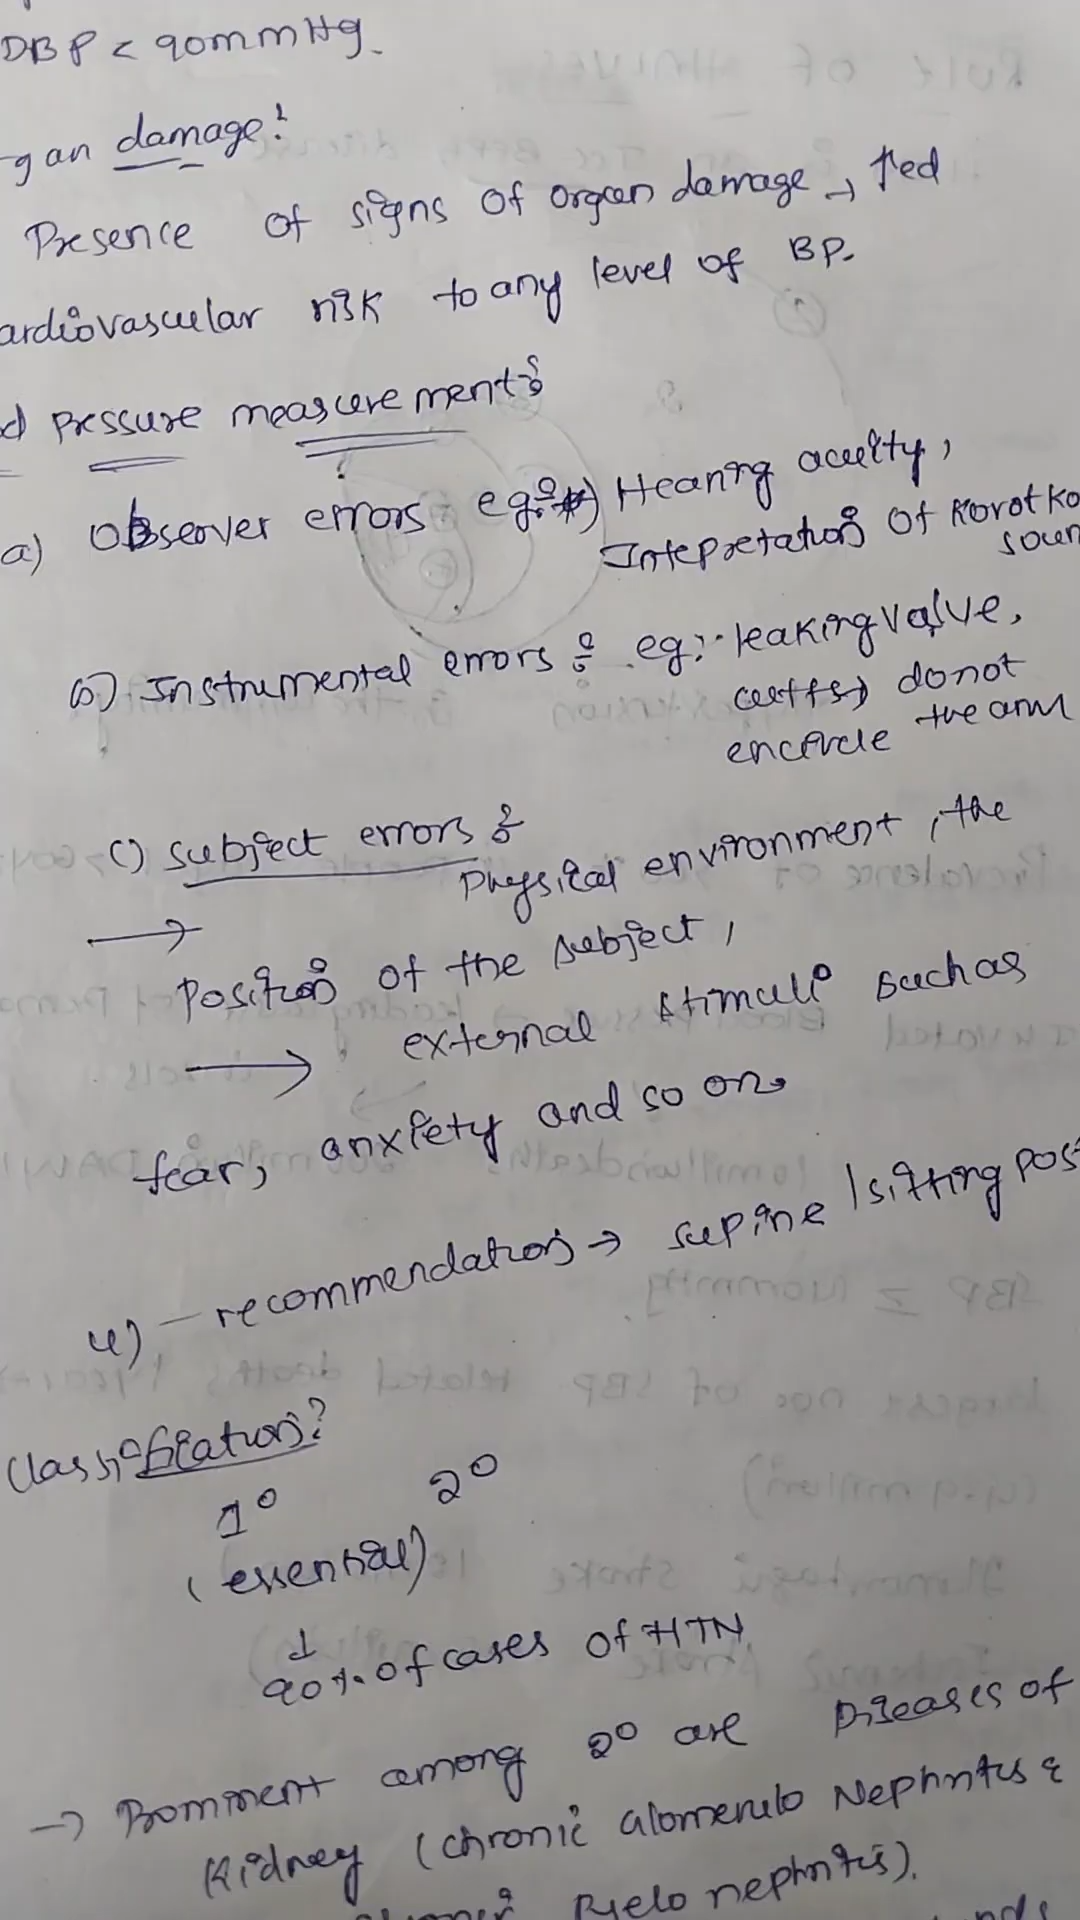 DBP < 90mmHg.
gan damage:
Presence of signs of organ damage → ↑ed
ardiovascular risk to any level of BP.
d pressure measurement:
a) Observer errors eg: Hearing acuity,
Intepretation of Korotko
soun
b) Instrumental errors: eg:- leaking valve,
cuffs) donot
encircle the arm
c) subject errors:
→ Physical environment, the
Position of the subject,
→ external stimuli such as
fear, anxiety and so on.
4) - recommendation → supine / sitting pos
Classification:
1° 2°
(essential)
↓
90% of cases of HTN
→ Prominent among 2° are Diseases of
Kidney (chronic Glomerulo Nephritis &
Pyelo nephritis).